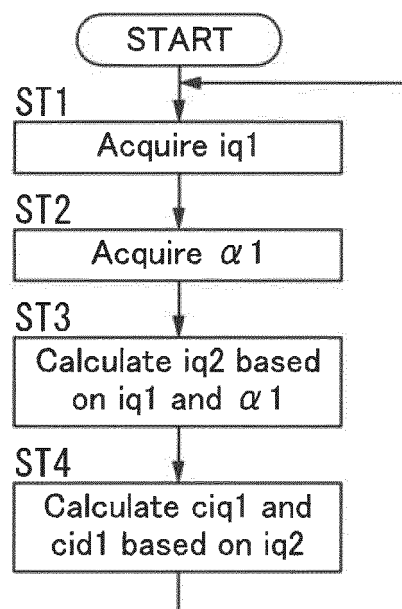 START
ST1
Acquire iq1
ST2
Acquire α1
ST3
Calculate iq2 based
on iq1 and α1
ST4
Calculate ciq1 and
cid1 based on iq2